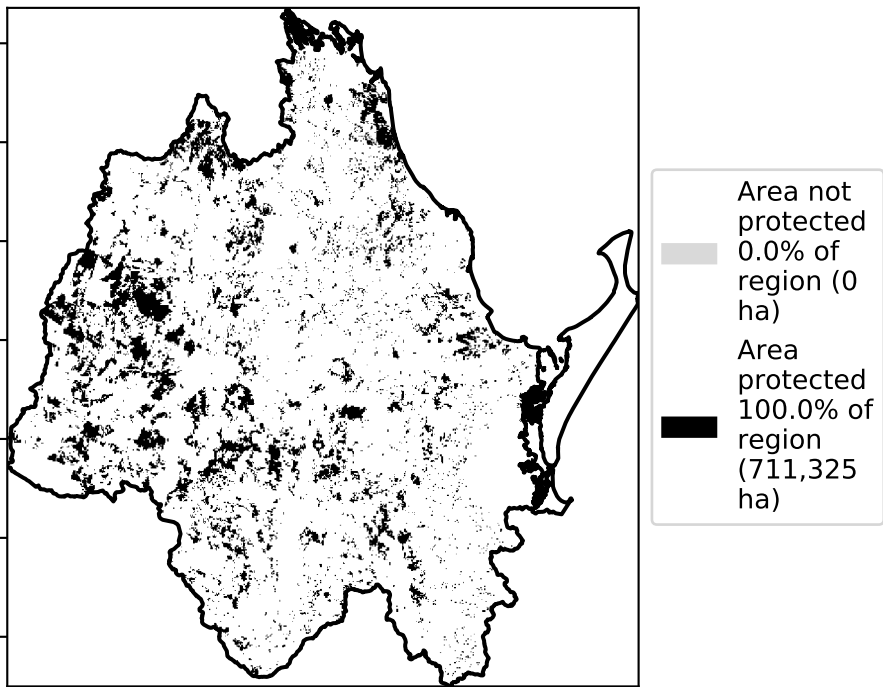 Area not
protected
0.0% of
region (0
ha)
Area
protected
100.0% of
region
(711,325
ha)